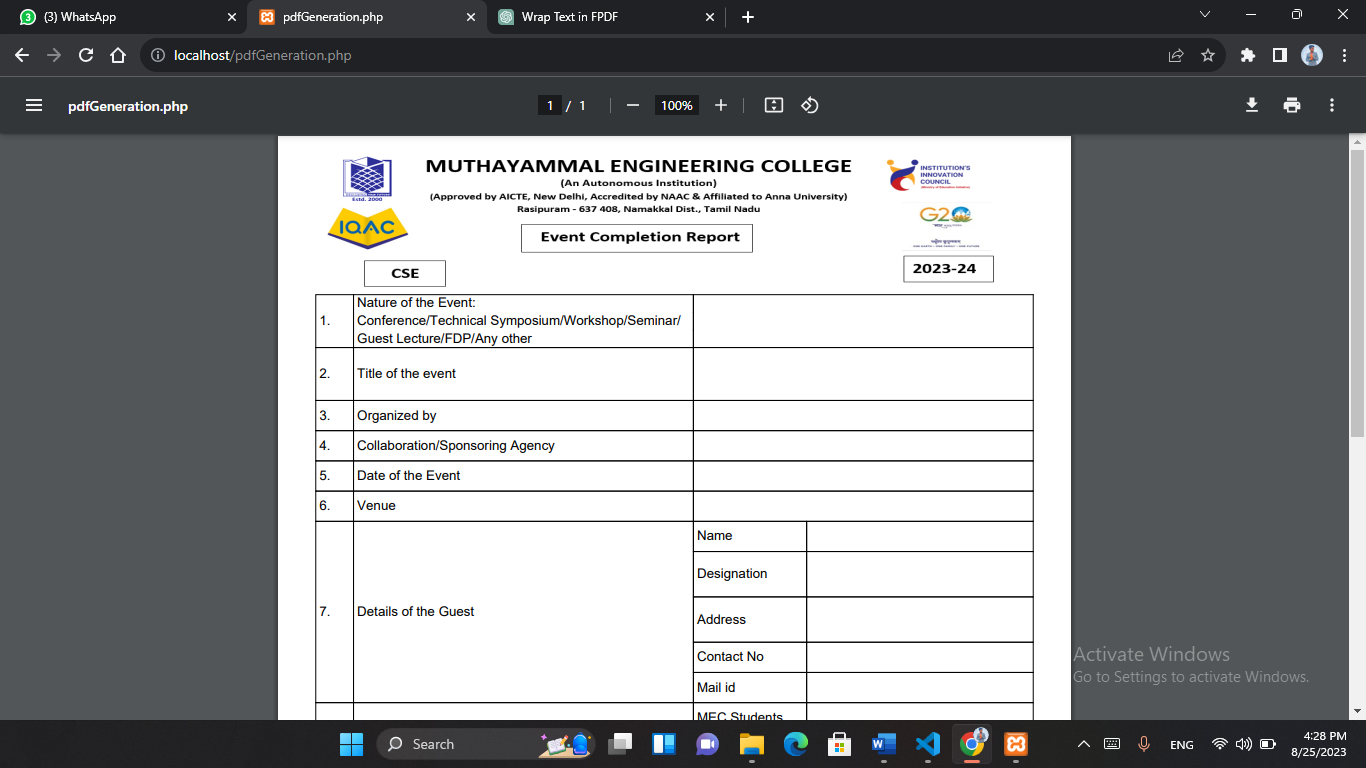 (3) WhatsApp
pdfGeneration.php
Wrap Text in FPDF
localhost/pdfGeneration.php
pdfGeneration.php
1 / 1
100%
MUTHAYAMMAL ENGINEERING COLLEGE
(An Autonomous Institution)
(Approved by AICTE, New Delhi, Accredited by NAAC & Affiliated to Anna University)
Rasipuram - 637 408, Namakkal Dist., Tamil Nadu
Estd. 2000
IQAC
INSTITUTION'S
INNOVATION
COUNCIL
G20
Event Completion Report
CSE
2023-24
1. Nature of the Event:
Conference/Technical Symposium/Workshop/Seminar/
Guest Lecture/FDP/Any other
2. Title of the event
3. Organized by
4. Collaboration/Sponsoring Agency
5. Date of the Event
6. Venue
7. Details of the Guest
Name
Designation
Address
Contact No
Mail id
MEC Students
Activate Windows
Go to Settings to activate Windows.
Search
ENG
4:28 PM
8/25/2023